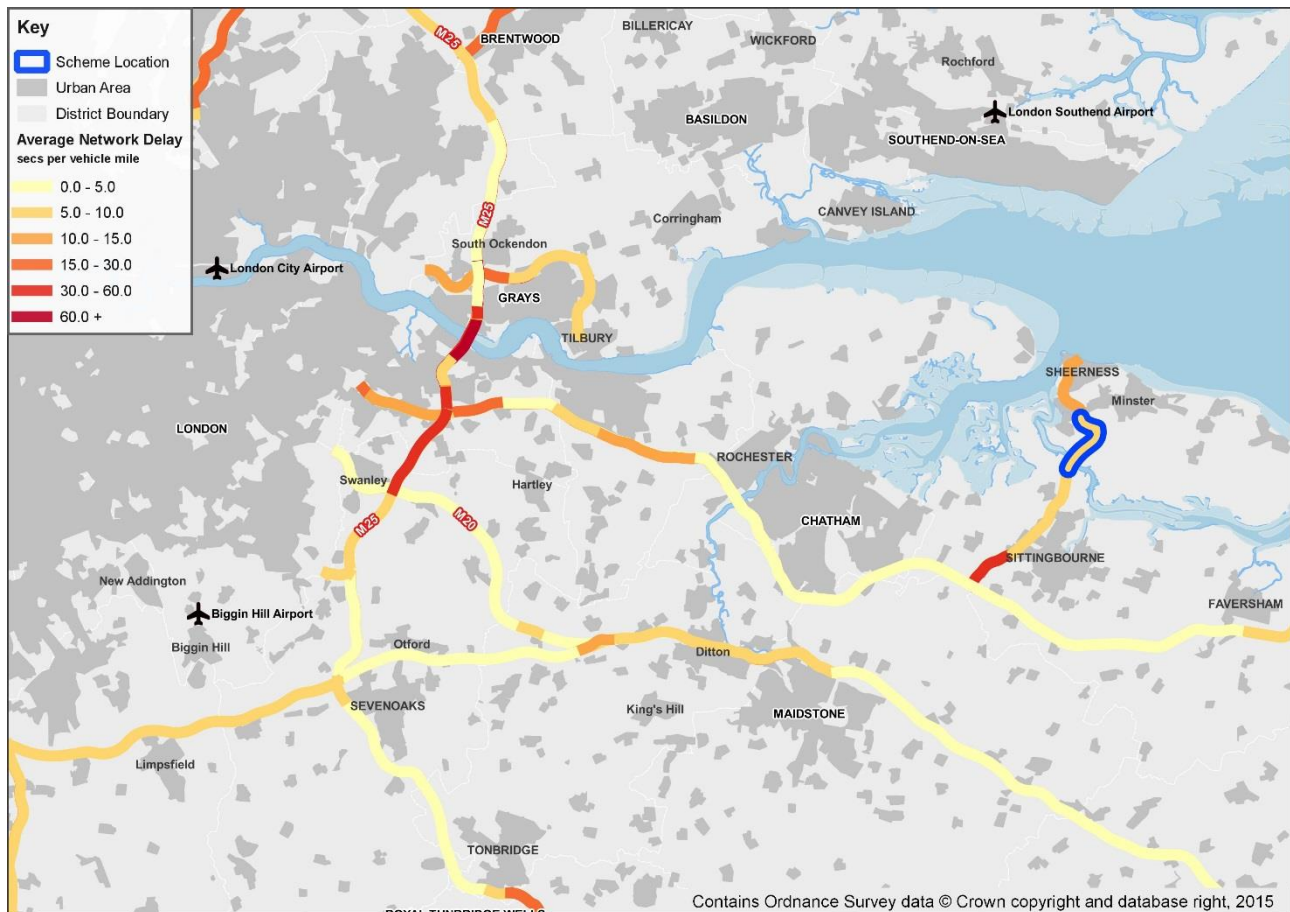 Key
Scheme Location
Urban Area
District Boundary
Average Network Delay
secs per vehicle mile
0.0 - 5.0
5.0 - 10.0
10.0 - 15.0
15.0 - 30.0
30.0 - 60.0
60.0 +
M25
BRENTWOOD
BILLERICAY
WICKFORD
Rochford
London Southend Airport
BASILDON
SOUTHEND-ON-SEA
M25
Corringham
CANVEY ISLAND
South Ockendon
London City Airport
GRAYS
TILBURY
SHEERNESS
Minster
LONDON
ROCHESTER
Swanley
Hartley
M25
M20
CHATHAM
SITTINGBOURNE
New Addington
Biggin Hill Airport
FAVERSHAM
Biggin Hill
Otford
Ditton
SEVENOAKS
King's Hill
MAIDSTONE
Limpsfield
TONBRIDGE
ROYAL TUNBRIDGE WELLS
Contains Ordnance Survey data © Crown copyright and database right, 2015